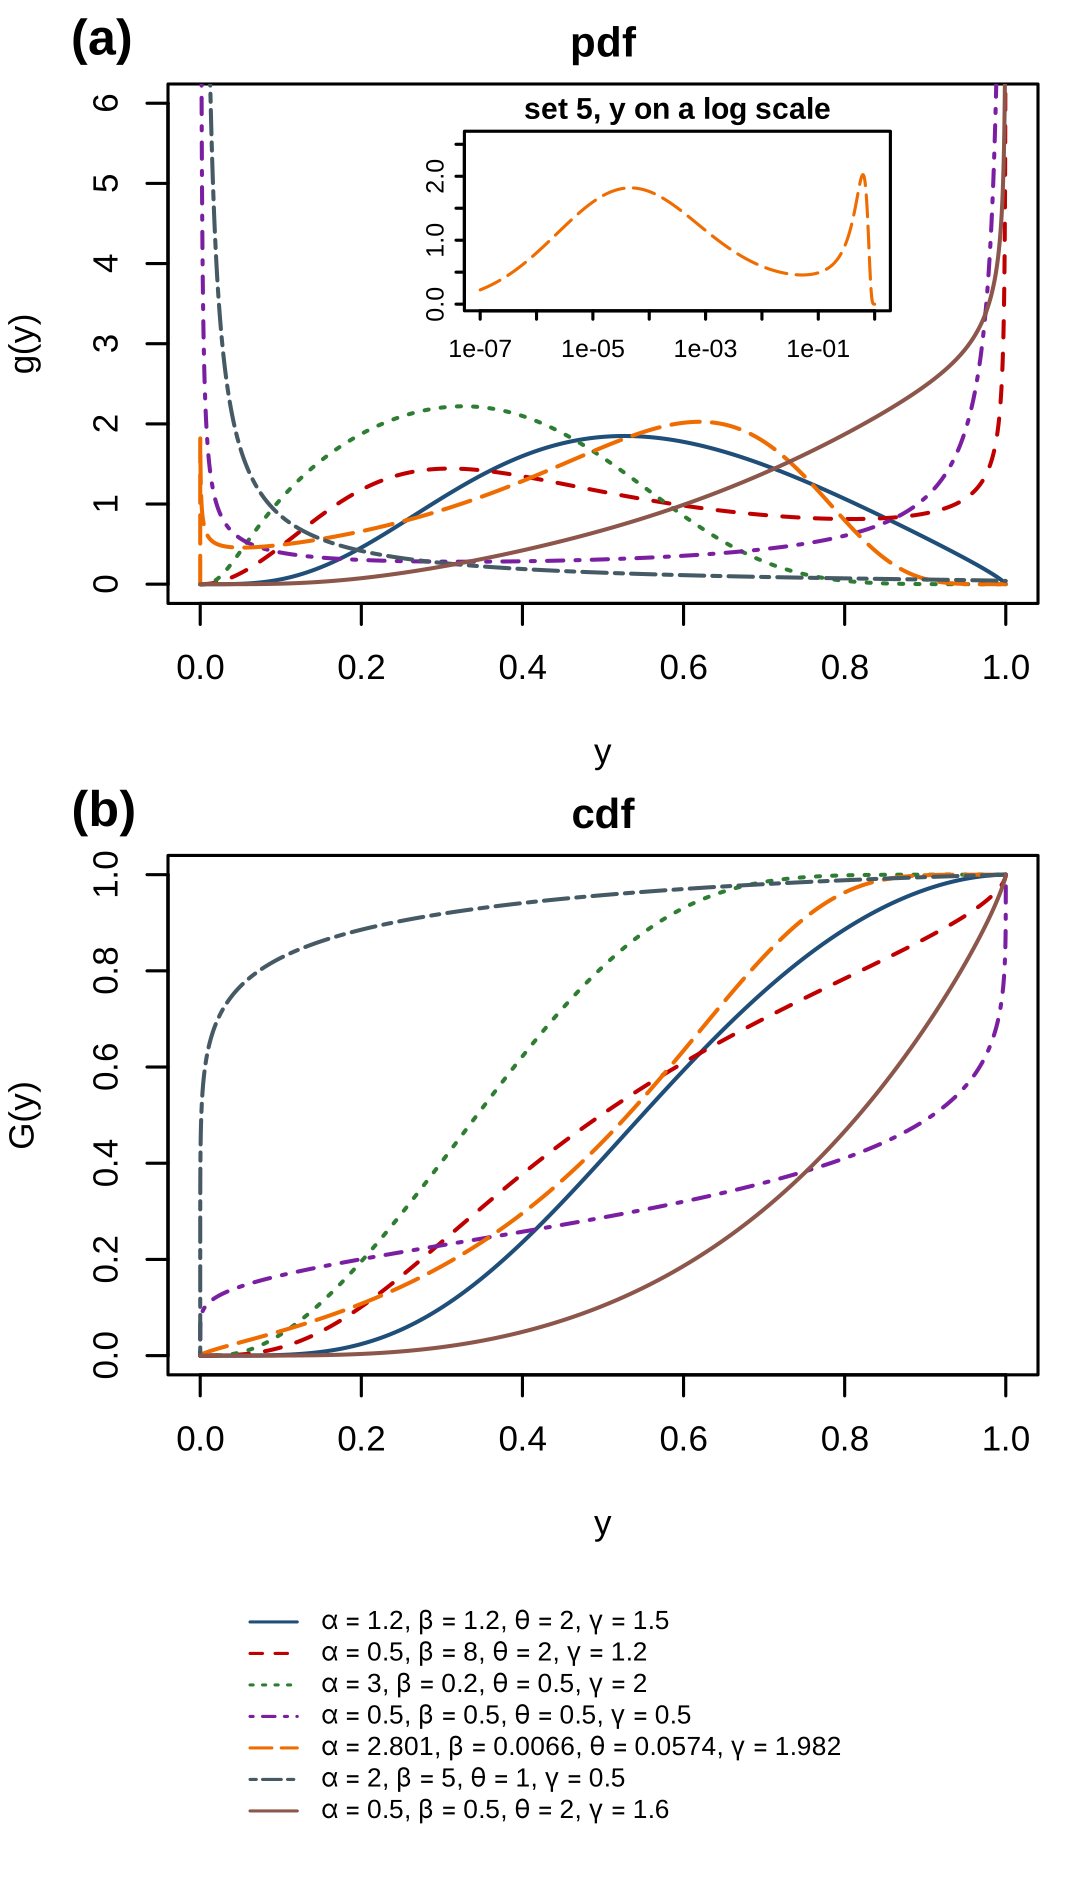 (a)
pdf
set 5, y on a log scale
0.0 1.0 2.0
1e-07 1e-05 1e-03 1e-01
g(y)
0 1 2 3 4 5 6
0.0 0.2 0.4 0.6 0.8 1.0
y
(b)
cdf
G(y)
0.0 0.2 0.4 0.6 0.8 1.0
0.0 0.2 0.4 0.6 0.8 1.0
y
α = 1.2, β = 1.2, θ = 2, γ = 1.5
α = 0.5, β = 8, θ = 2, γ = 1.2
α = 3, β = 0.2, θ = 0.5, γ = 2
α = 0.5, β = 0.5, θ = 0.5, γ = 0.5
α = 2.801, β = 0.0066, θ = 0.0574, γ = 1.982
α = 2, β = 5, θ = 1, γ = 0.5
α = 0.5, β = 0.5, θ = 2, γ = 1.6